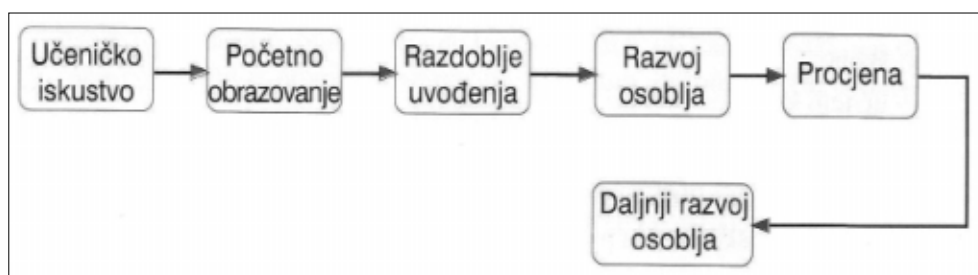 Učeničko
iskustvo
Početno
obrazovanje
Razdoblje
uvođenja
Razvoj
osoblja
Procjena
Daljnji razvoj
osoblja